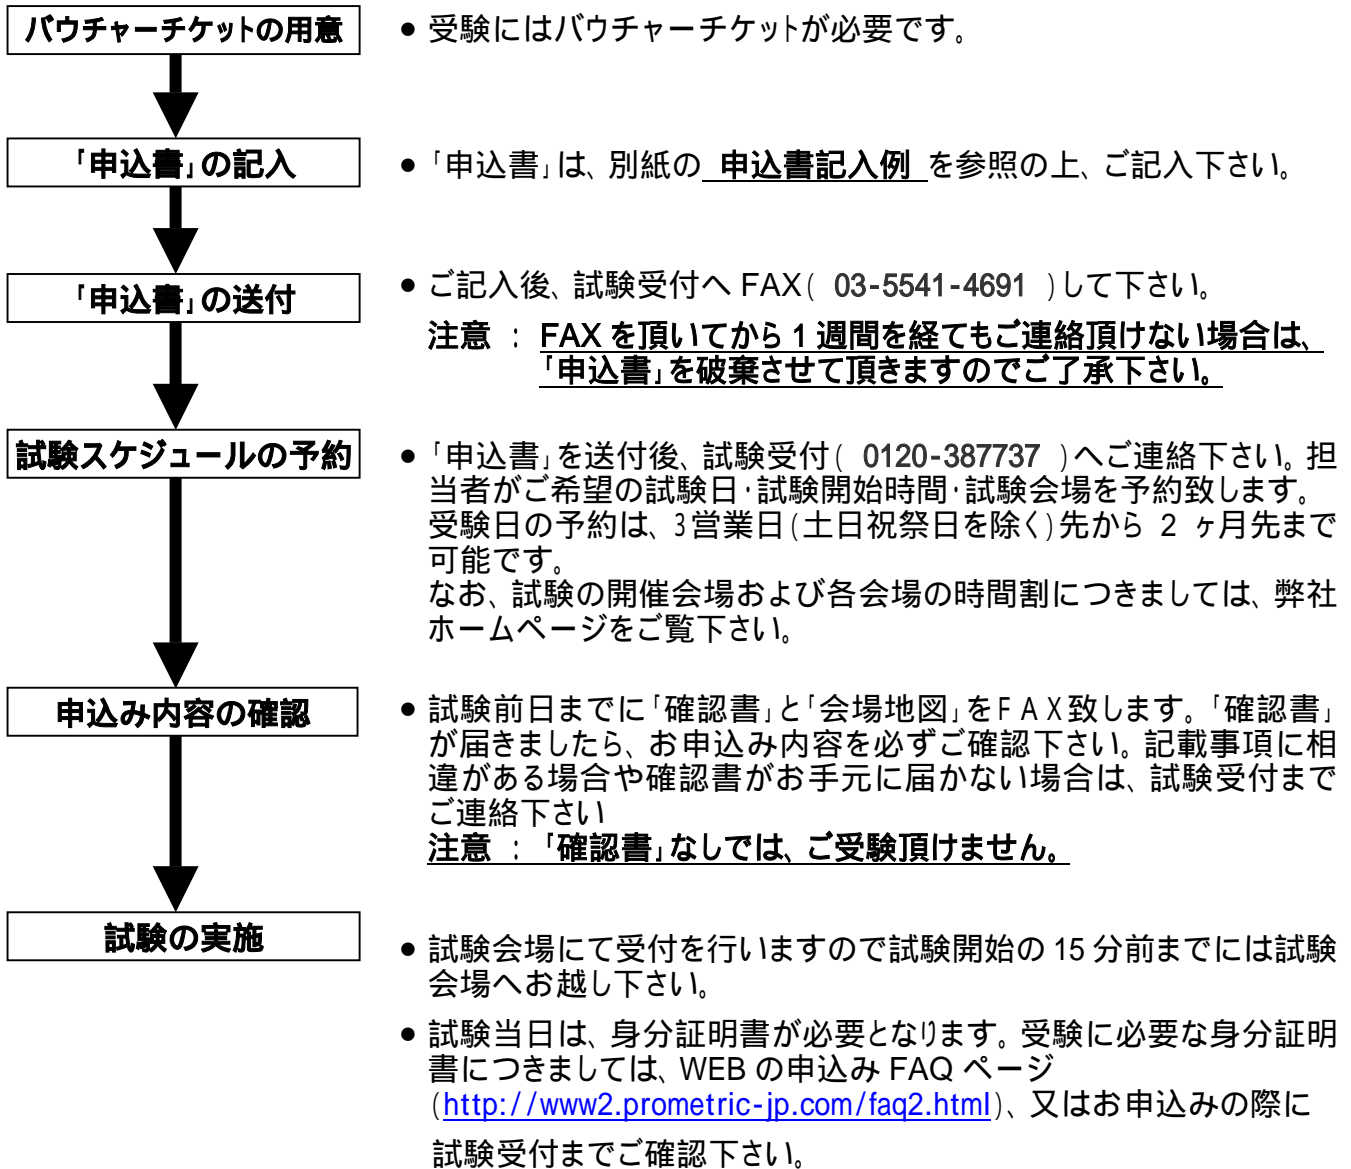 バウチャーチケットの用意
● 受験にはバウチャーチケットが必要です。
「申込書」の記入
● 「申込書」は、別紙の 申込書記入例 を参照の上、ご記入下さい。
「申込書」の送付
● ご記入後、試験受付へ FAX( 03-5541-4691 )して下さい。
注意 : FAX を頂いてから 1 週間を経てもご連絡頂けない場合は、
「申込書」を破棄させて頂きますのでご了承下さい。
試験スケジュールの予約
● 「申込書」を送付後、試験受付( 0120-387737 )へご連絡下さい。担
当者がご希望の試験日・試験開始時間・試験会場を予約致します。
受験日の予約は、3営業日(土日祝祭日を除く)先から 2 ヶ月先まで
可能です。
なお、試験の開催会場および各会場の時間割につきましては、弊社
ホームページをご覧下さい。
申込み内容の確認
● 試験前日までに「確認書」と「会場地図」をFAX致します。「確認書」
が届きましたら、お申込み内容を必ずご確認下さい。記載事項に相
違がある場合や確認書がお手元に届かない場合は、試験受付まで
ご連絡下さい
注意 : 「確認書」なしでは、ご受験頂けません。
試験の実施
● 試験会場にて受付を行いますので試験開始の 15 分前までには試験
会場へお越し下さい。
● 試験当日は、身分証明書が必要となります。受験に必要な身分証明
書につきましては、WEB の申込み FAQ ページ
(http://www2.prometric-jp.com/faq2.html)、又はお申込みの際に
試験受付までご確認下さい。